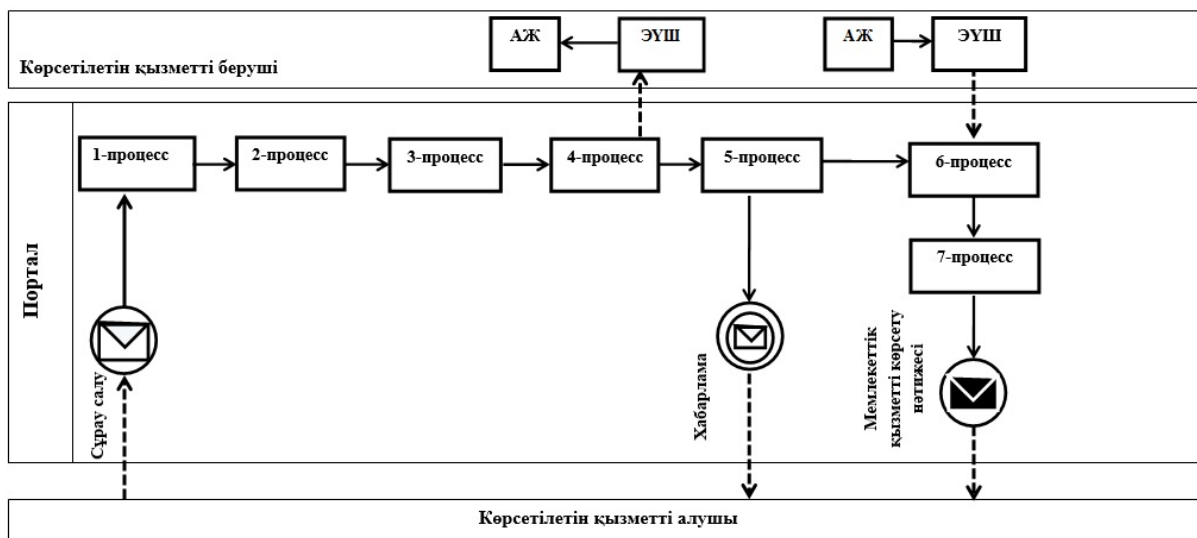 АЖ
ЭҮШ
АЖ
ЭҮШ
Көрсетілетін қызметті беруші
Портал
1-процесс
2-процесс
3-процесс
4-процесс
5-процесс
6-процесс
7-процесс
Сұрау салу
Хабарлама
Мемлекеттік
қызметті көрсету
нәтижесі
Көрсетілетін қызметті алушы